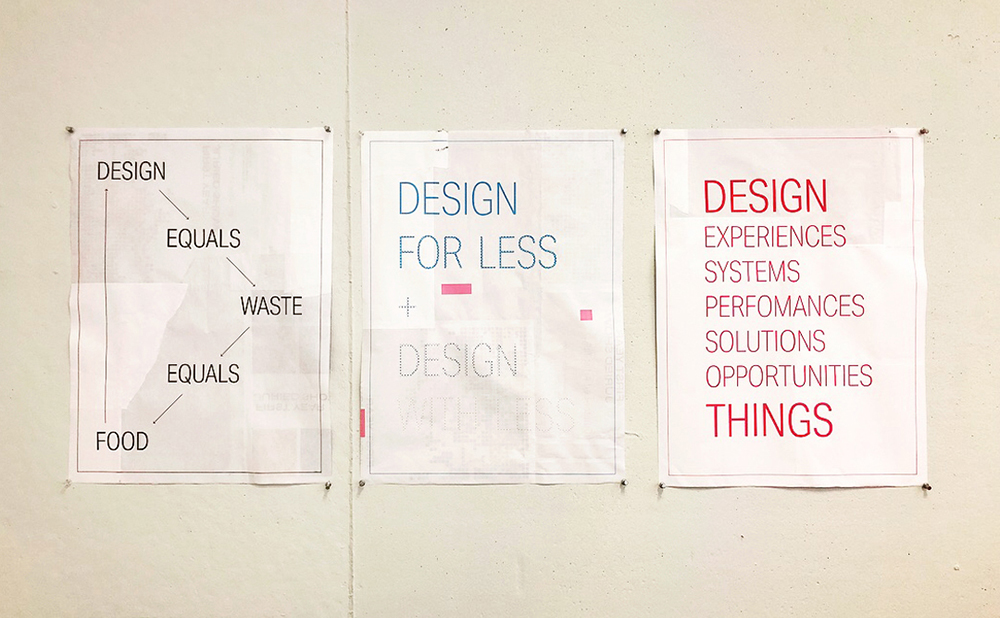 DESIGN
EQUALS
WASTE
EQUALS
FOOD
DESIGN
FOR LESS
+
DESIGN
WITH LESS
DESIGN
EXPERIENCES
SYSTEMS
PERFOMANCES
SOLUTIONS
OPPORTUNITIES
THINGS